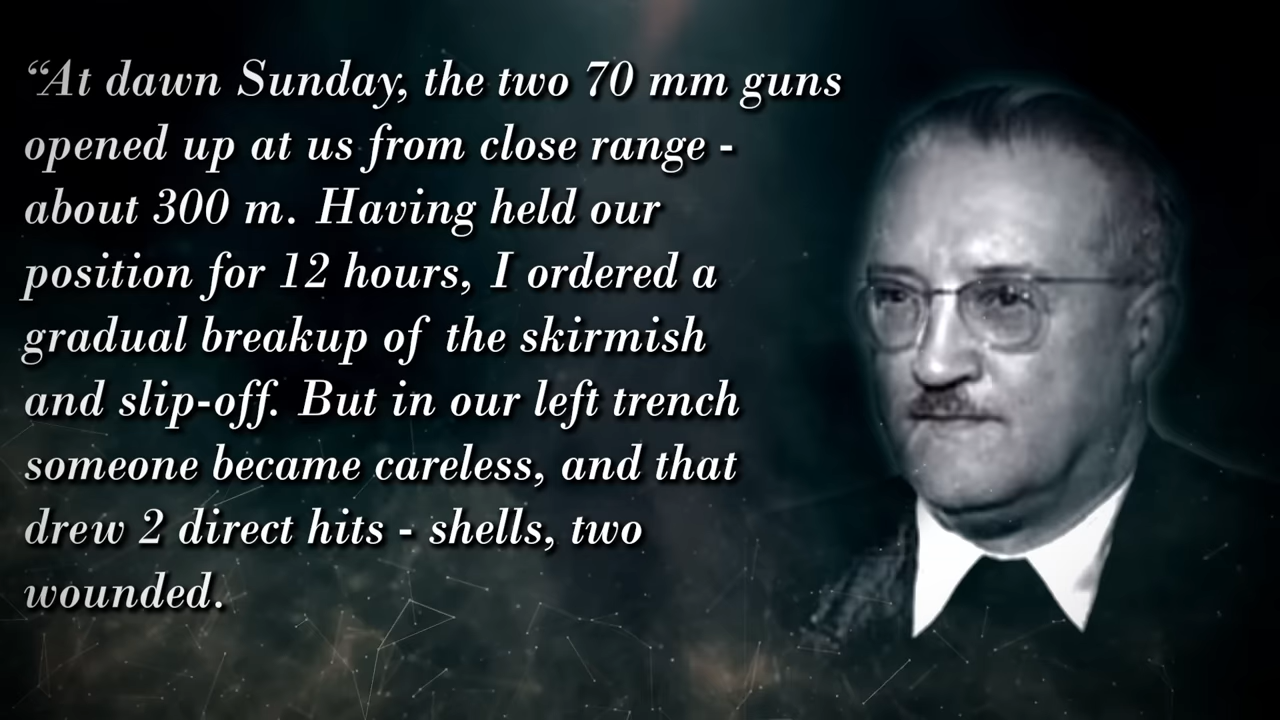 “At dawn Sunday, the two 70 mm guns
opened up at us from close range -
about 300 m. Having held our
position for 12 hours, I ordered a
gradual breakup of the skirmish
and slip-off. But in our left trench
someone became careless, and that
drew 2 direct hits - shells, two
wounded.